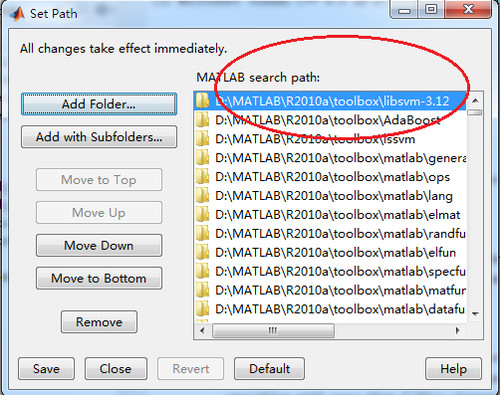 Set Path
All changes take effect immediately.
MATLAB search path:
Add Folder...
Add with Subfolders...
Move to Top
Move Up
Move Down
Move to Bottom
Remove
D:\MATLAB\R2010a\toolbox\libsvm-3.12
D:\MATLAB\R2010a\toolbox\AdaBoost
D:\MATLAB\R2010a\toolbox\lssvm
D:\MATLAB\R2010a\toolbox\matlab\genera
D:\MATLAB\R2010a\toolbox\matlab\ops
D:\MATLAB\R2010a\toolbox\matlab\lang
D:\MATLAB\R2010a\toolbox\matlab\elmat
D:\MATLAB\R2010a\toolbox\matlab\randfu
D:\MATLAB\R2010a\toolbox\matlab\elfun
D:\MATLAB\R2010a\toolbox\matlab\specfu
D:\MATLAB\R2010a\toolbox\matlab\matfun
D:\MATLAB\R2010a\toolbox\matlab\datafu
Save Close Revert Default Help